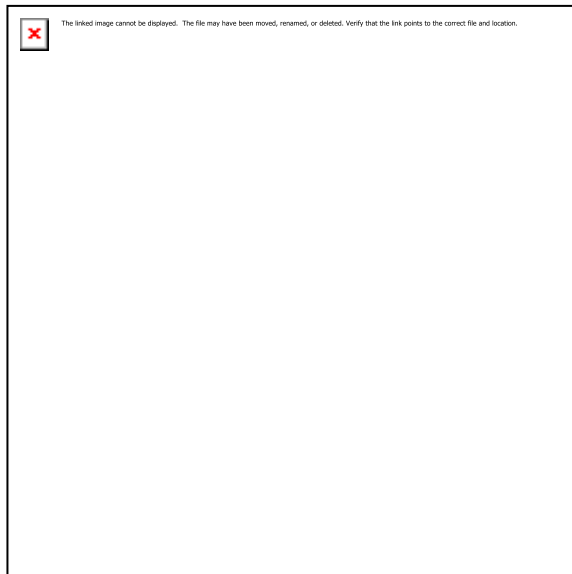 The linked image cannot be displayed.  The file may have been moved, renamed, or deleted. Verify that the link points to the correct file and location.